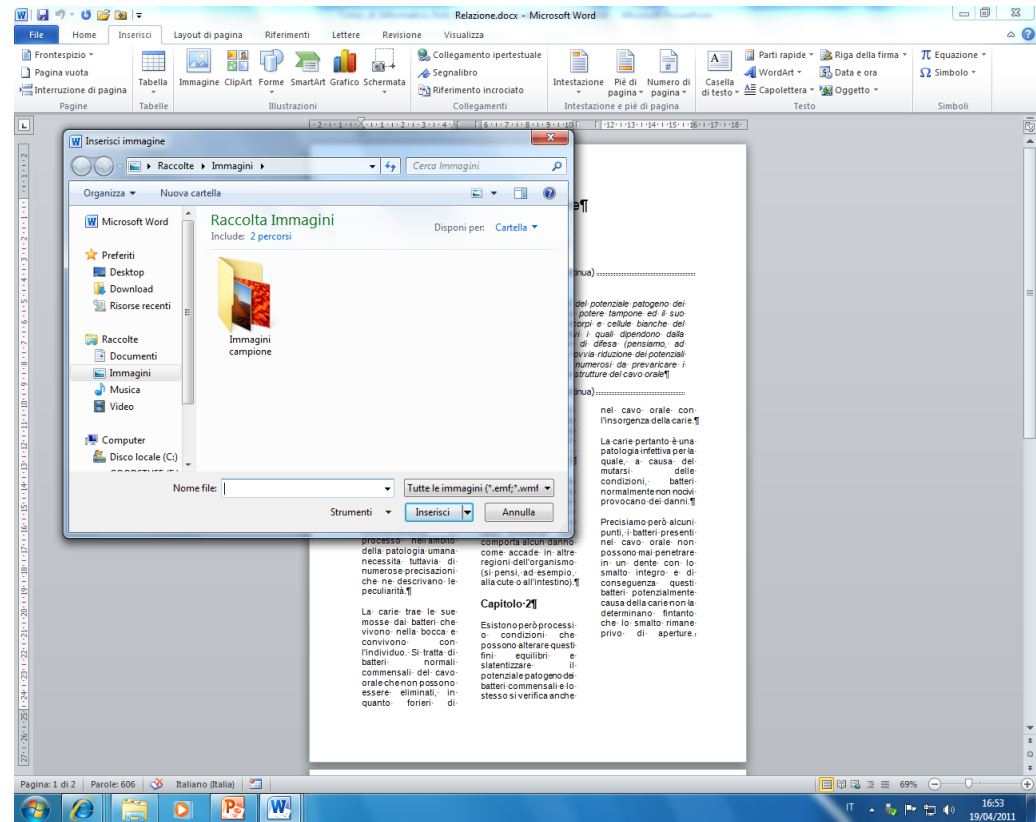 Relazione.docx - Microsoft Word
File Home Inserisci Layout di pagina Riferimenti Lettere Revisione Visualizza
Frontespizio
Pagina vuota
Interruzione di pagina
Pagine
Tabella
Tabelle
Immagine ClipArt Forme SmartArt Grafico Schermata
Illustrazioni
Collegamento ipertestuale
Segnalibro
Riferimento incrociato
Collegamenti
Intestazione Piè di pagina Numero di pagina
Intestazione e piè di pagina
Casella di testo
Parti rapide
WordArt
Capolettera
Riga della firma
Data e ora
Oggetto
Testo
Equazione
Simbolo
Simboli
Inserisci immagine
Raccolte Immagini
Cerca Immagini
Organizza Nuova cartella
Microsoft Word
Preferiti
Desktop
Download
Risorse recenti
Raccolte
Documenti
Immagini
Musica
Video
Computer
Disco locale (C:)
Raccolta Immagini
Include: 2 percorsi
Disponi per: Cartella
Immagini
campione
Nome file:
Tutte le immagini (*.emf;*.wmf
Strumenti Inserisci Annulla
e¶
inua)
del potenziale patogeno dei
potere tampone ed il suo
corpi e cellule bianche del
vi i quali dipendono dalla
di difesa (pensiamo, ad
ovvia riduzione dei potenziali
numerosi da prevaricare i
strutture del cavo orale¶
inua)
processo nell'ambito
della patologia umana
necessita tuttavia di
numerose precisazioni
che ne descrivano le
peculiarità.¶
La carie trae le sue
mosse dai batteri che
vivono nella bocca e
convivono con
l'individuo. Si tratta di
batteri normali
commensali del cavo
orale che non possono
essere eliminati, in
quanto forieri di
comporta alcun danno
come accade in altre
regioni dell'organismo
(si pensi, ad esempio,
alla cute o all'intestino).¶
Capitolo 2¶
Esistono però processi
o condizioni che
possono alterare questi
fini equilibri e
slatentizzare il
potenziale patogeno dei
batteri commensali e lo
stesso si verifica anche
nel cavo orale con
l'insorgenza della carie.¶
La carie pertanto è una
patologia infettiva per la
quale, a causa del
mutarsi delle
condizioni, batteri
normalmente non nocivi
provocano dei danni.¶
Precisiamo però alcuni
punti, i batteri presenti
nel cavo orale non
possono mai penetrare
in un dente con lo
smalto integro e di
conseguenza questi
batteri potenzialmente
causa della carie non la
determinano fintanto
che lo smalto rimane
privo di aperture.
Pagina: 1 di 2 Parole: 606 Italiano (Italia) 69%
IT 16:53
19/04/2011